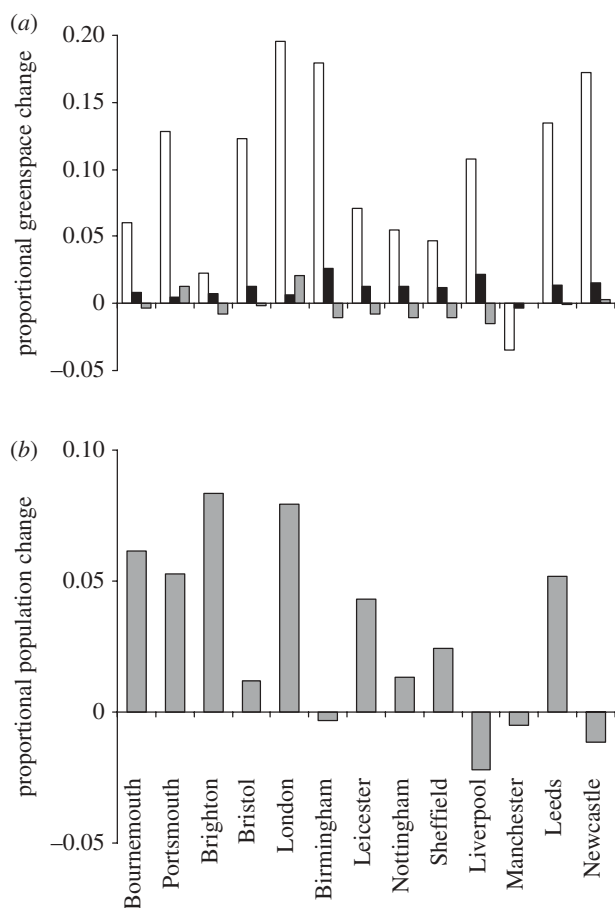 (a)
0.20
0.15
0.10
0.05
0
–0.05
proportional greenspace change
(b)
0.10
0.05
0
–0.05
proportional population change
Bournemouth
Portsmouth
Brighton
Bristol
London
Birmingham
Leicester
Nottingham
Sheffield
Liverpool
Manchester
Leeds
Newcastle